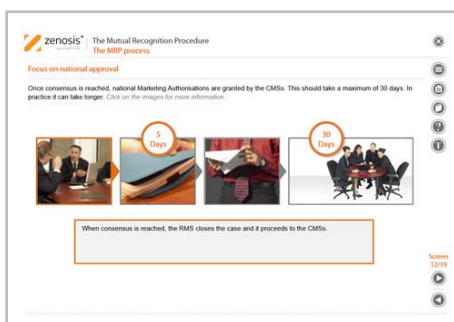 zenosis®
The Mutual Recognition Procedure
The MRP process
Focus on national approval
Once consensus is reached, national Marketing Authorisations are granted by the CMSs. This should take a maximum of 30 days. In
practice it can take longer. Click on the images for more information.
5
Days
30
Days
When consensus is reached, the RMS closes the case and it proceeds to the CMSs.
Screen
12/19